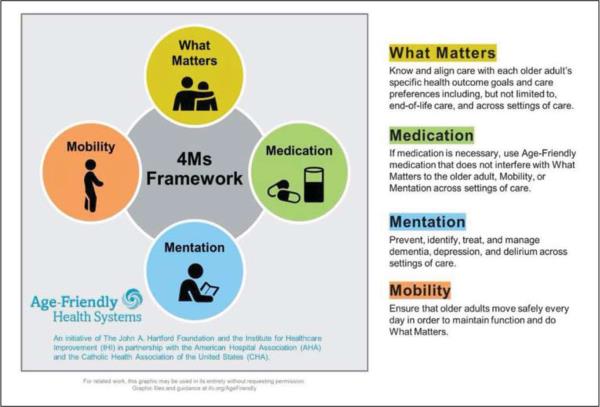 What
Matters
Mobility
4Ms
Framework
Medication
Mentation
Age-Friendly
Health Systems
An initiative of The John A. Hartford Foundation and the Institute for Healthcare
Improvement (IHI) in partnership with the American Hospital Association (AHA)
and the Catholic Health Association of the United States (CHA).
What Matters
Know and align care with each older adult's
specific health outcome goals and care
preferences including, but not limited to,
end-of-life care, and across settings of care.
Medication
If medication is necessary, use Age-Friendly
medication that does not interfere with What
Matters to the older adult, Mobility, or
Mentation across settings of care.
Mentation
Prevent, identify, treat, and manage
dementia, depression, and delirium across
settings of care.
Mobility
Ensure that older adults move safely every
day in order to maintain function and do
What Matters.
For related work, this graphic may be used in its entirety without requesting permission.
Graphic files and guidance at ihi.org/AgeFriendly